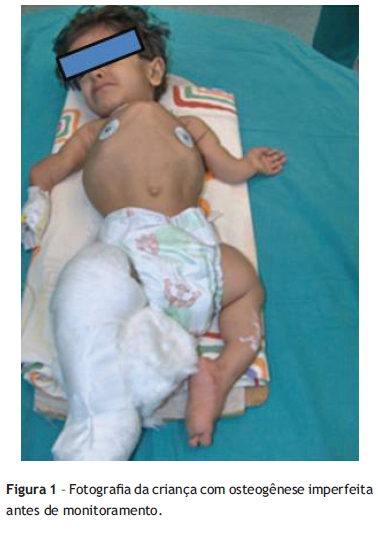 Figura 1 – Fotografia da criança com osteogênese imperfeita
antes de monitoramento.